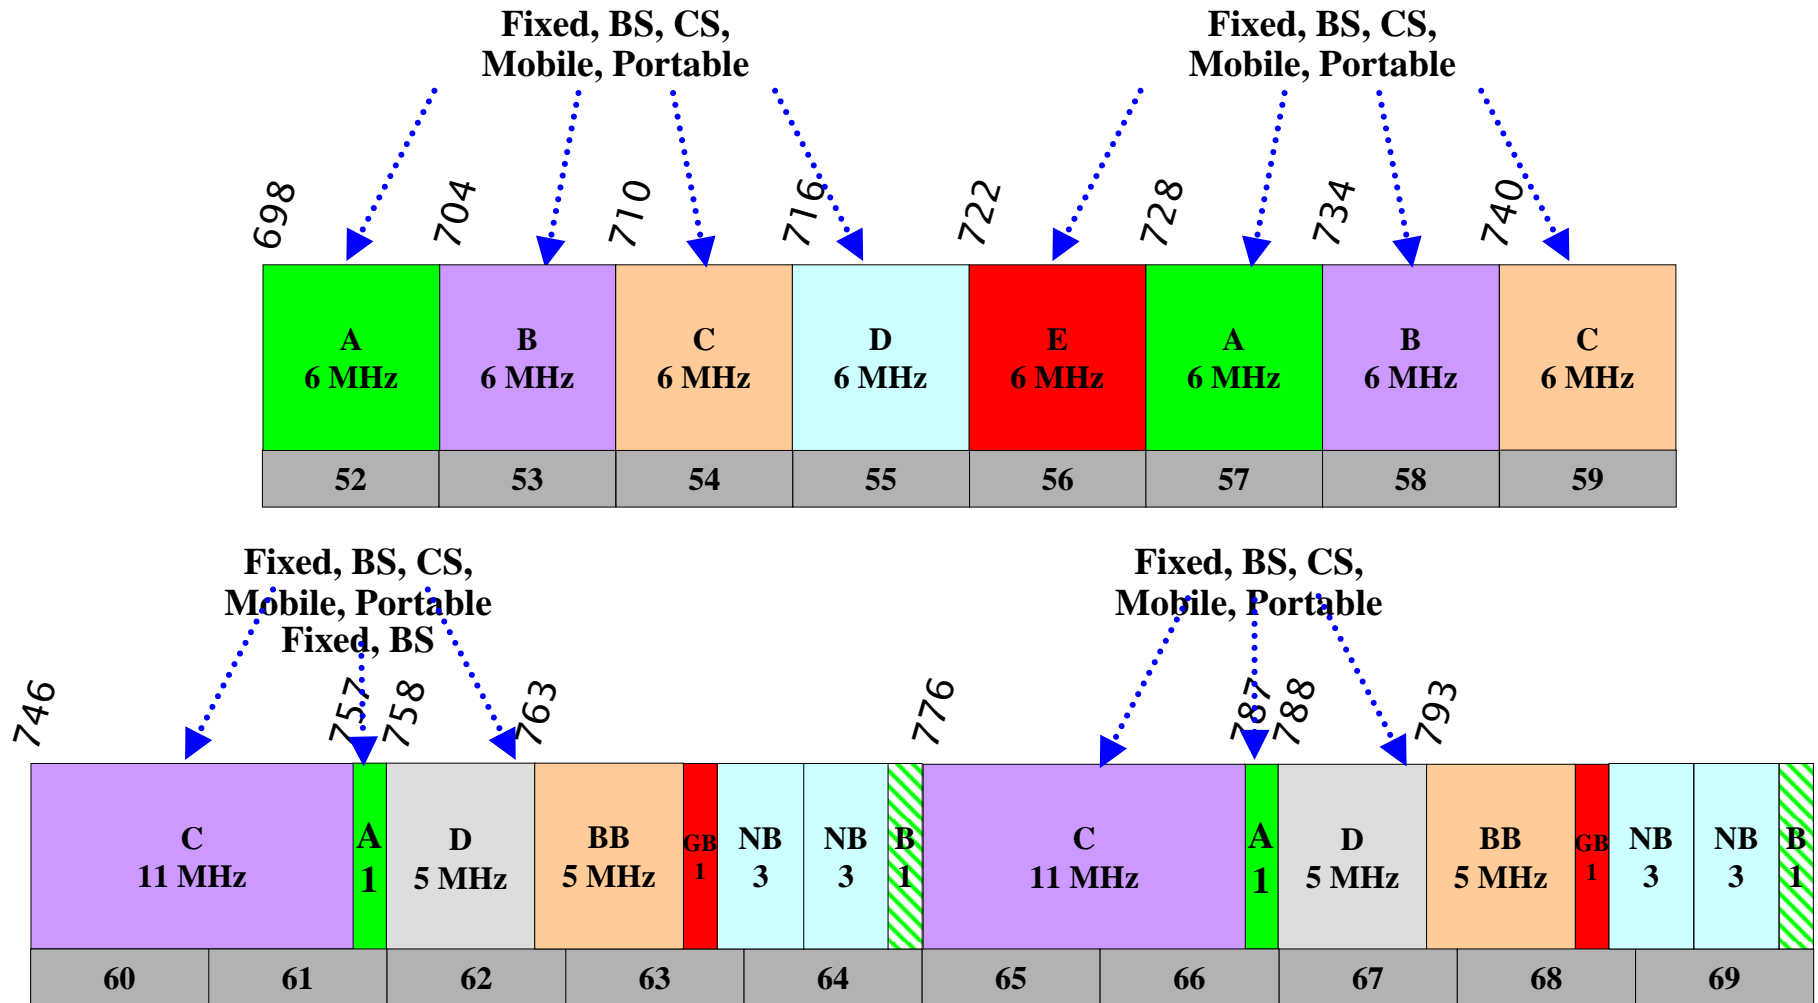 Fixed, BS, CS,
Mobile, Portable
Fixed, BS, CS,
Mobile, Portable
698 704 710 716 722 728 734 740
A B C D E A B C
6 MHz 6 MHz 6 MHz 6 MHz 6 MHz 6 MHz 6 MHz 6 MHz
52 53 54 55 56 57 58 59
Fixed, BS, CS,
Mobile, Portable
Fixed, BS
Fixed, BS, CS,
Mobile, Portable
746 757 758 763 776 787 788 793
C A D BB GB NB NB B C A D BB GB NB NB B
11 MHz 1 5 MHz 5 MHz 1 3 3 1 11 MHz 1 5 MHz 5 MHz 1 3 3 1
60 61 62 63 64 65 66 67 68 69